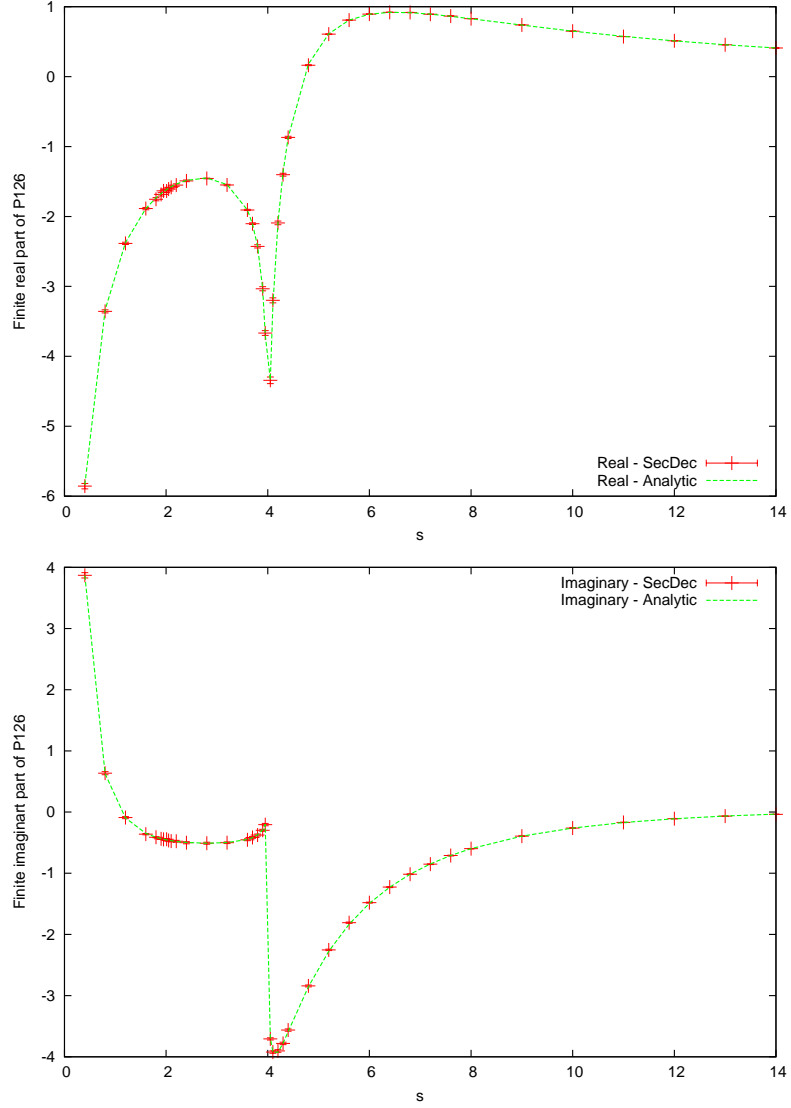 1
0
-1
-2
-3
-4
-5
-6
Finite real part of P126
Real - SecDec
Real - Analytic
0 2 4 6 8 10 12 14
s
4
3
2
1
0
-1
-2
-3
-4
Finite imaginart part of P126
Imaginary - SecDec
Imaginary - Analytic
0 2 4 6 8 10 12 14
s